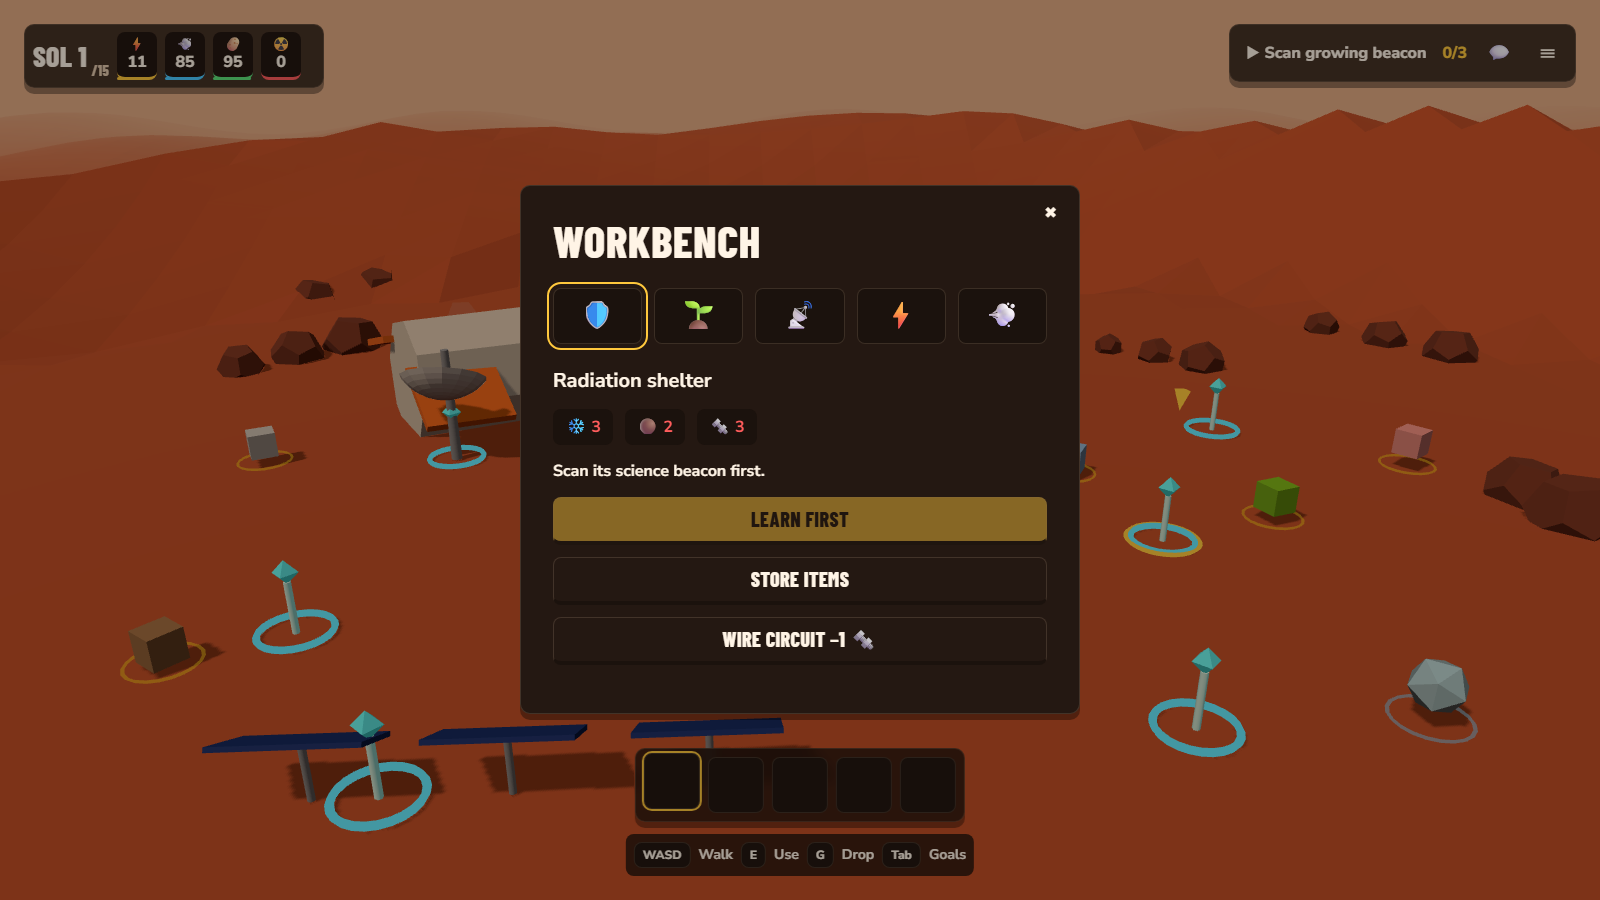 SOL 1 /15
11 85 95 0
Scan growing beacon 0/3
WORKBENCH
Radiation shelter
3 2 3
Scan its science beacon first.
LEARN FIRST
STORE ITEMS
WIRE CIRCUIT –1
WASD Walk E Use G Drop Tab Goals